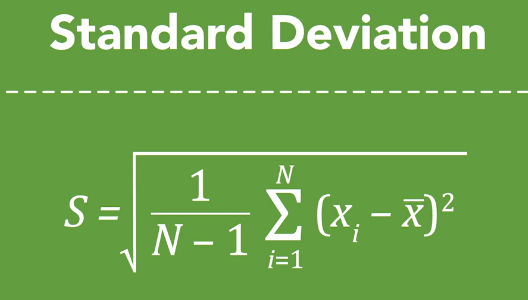 Standard Deviation
S = √(1/(N − 1) ∑_{i=1}^{N} (x_i − x̅)²)